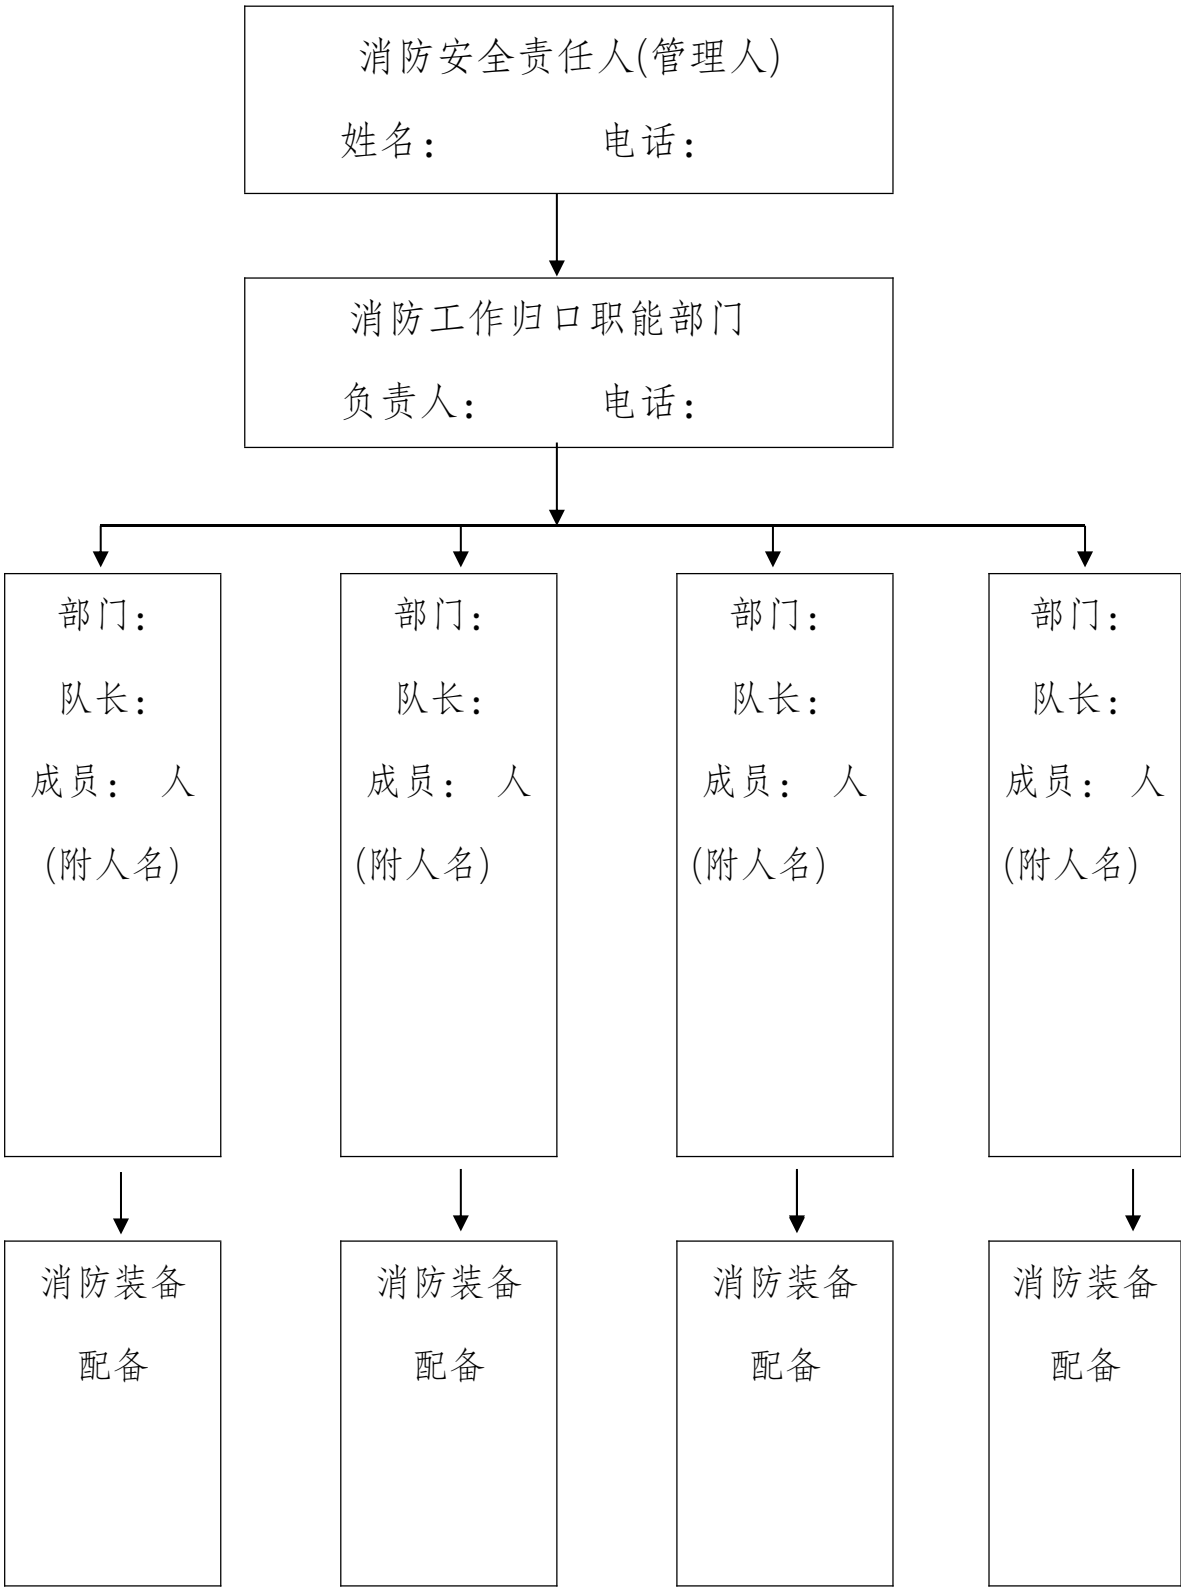 消防安全责任人(管理人)
姓名： 电话：
消防工作归口职能部门
负责人： 电话：
部门：
队长：
成员： 人
(附人名)
部门：
队长：
成员： 人
(附人名)
部门：
队长：
成员： 人
(附人名)
部门：
队长：
成员： 人
(附人名)
消防装备
配备
消防装备
配备
消防装备
配备
消防装备
配备